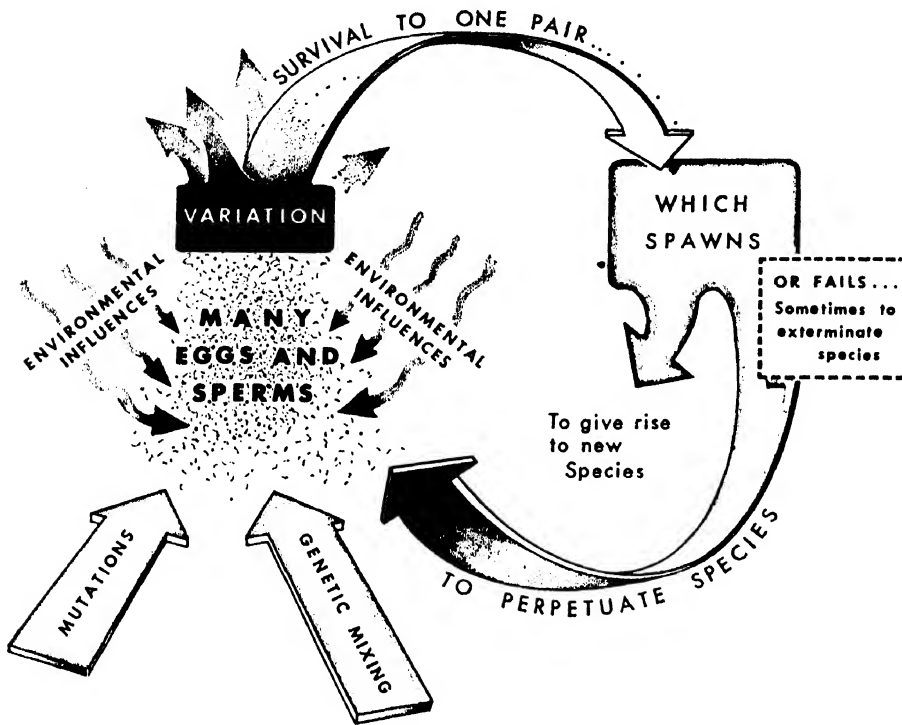 SURVIVAL TO ONE PAIR....
VARIATION
ENVIRONMENTAL
INFLUENCES
MANY
EGGS AND
SPERMS
ENVIRONMENTAL
INFLUENCES
MUTATIONS
GENETIC MIXING
WHICH
SPAWNS
OR FAILS...
Sometimes to
exterminate
species
To give rise
to new
Species
TO PERPETUATE SPECIES